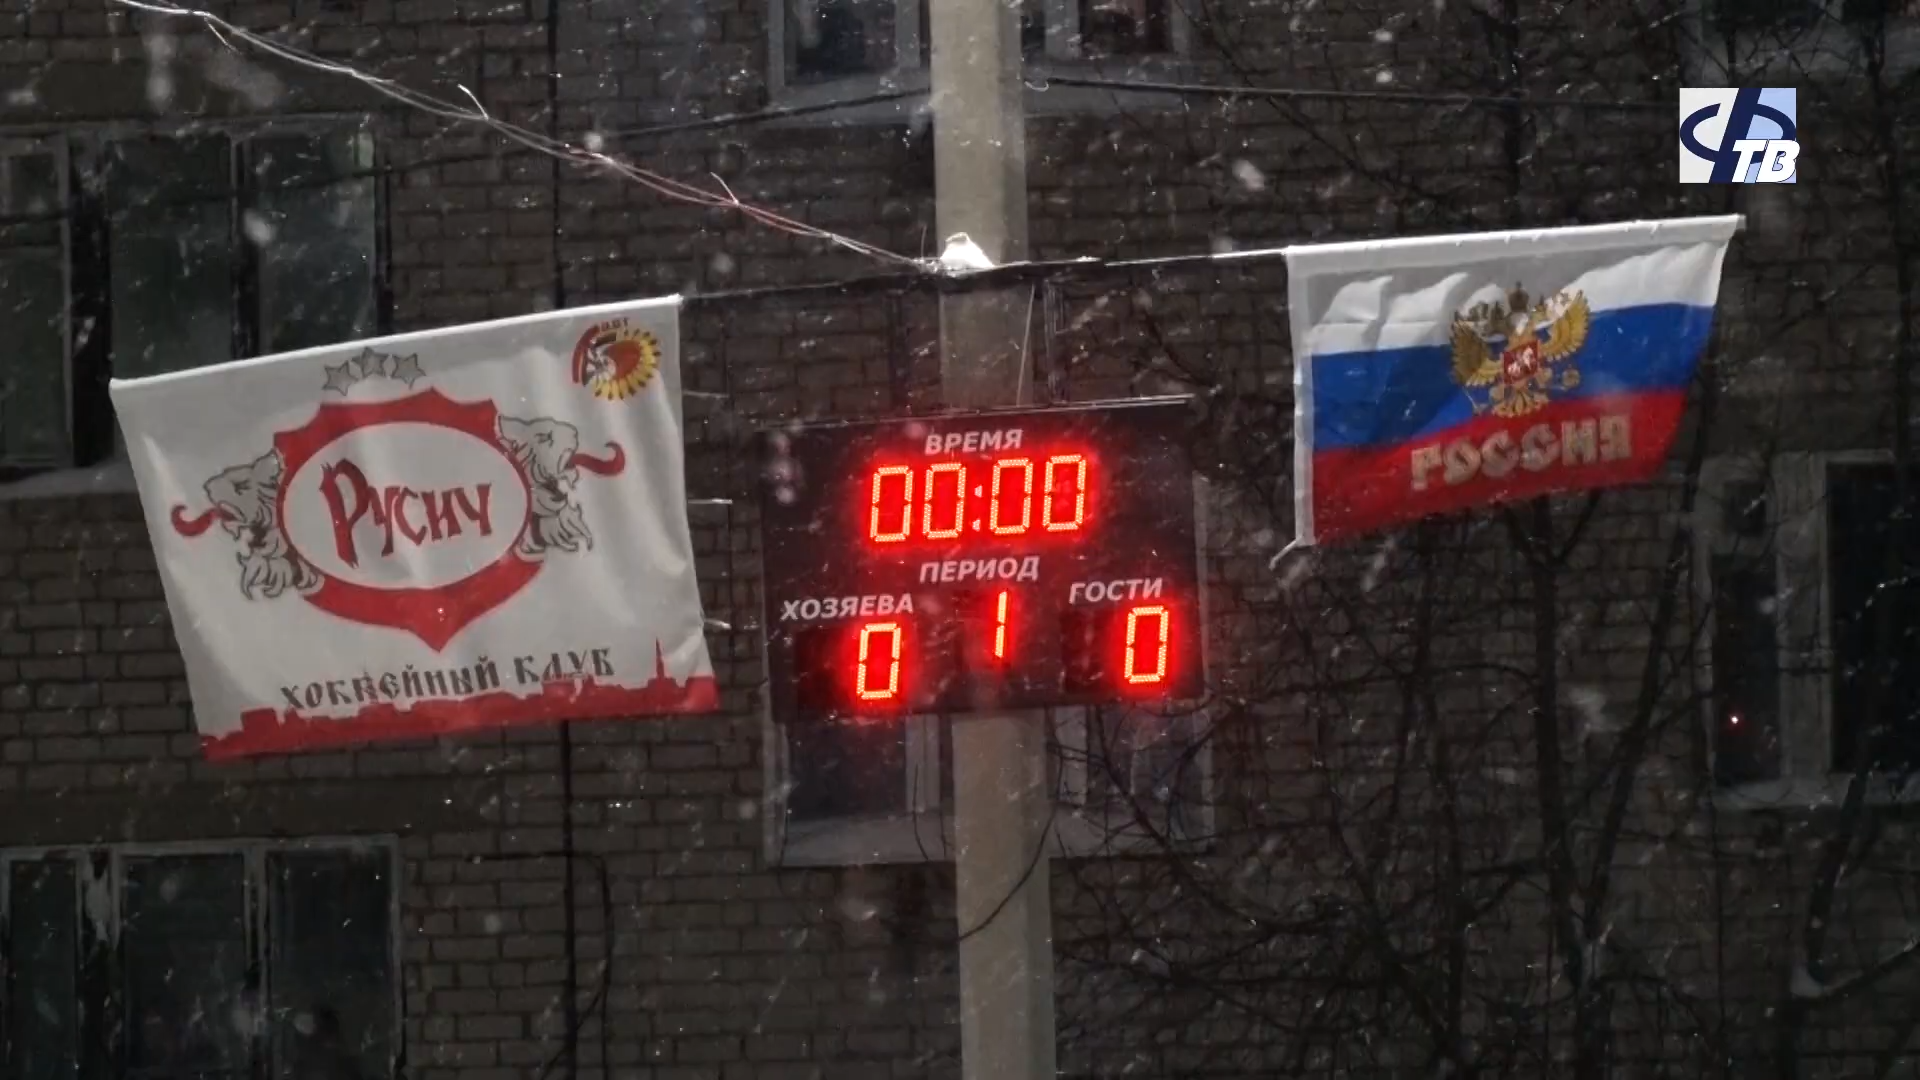 ТВ
Русич
ХОККЕЙНЫЙ КЛУБ
ВРЕМЯ
00:00
ПЕРИОД
1
ХОЗЯЕВА
0
ГОСТИ
0
РОССИЯ